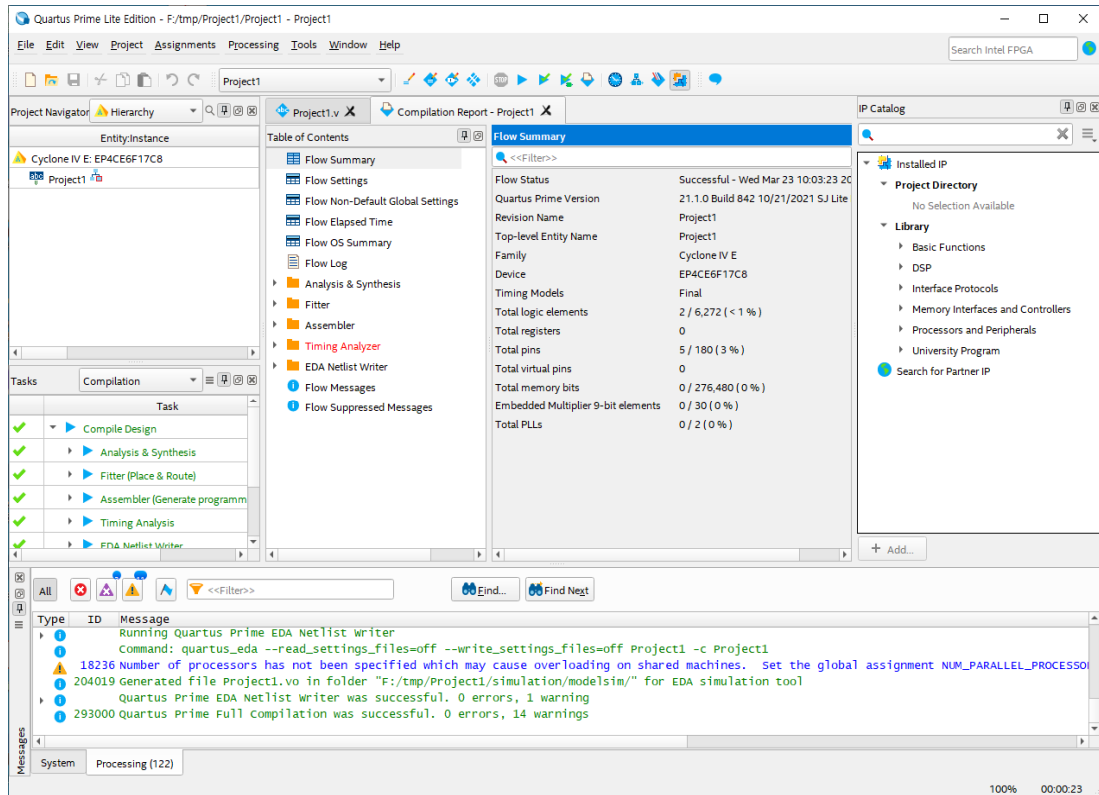 Quartus Prime Lite Edition - F:/tmp/Project1/Project1 - Project1
File Edit View Project Assignments Processing Tools Window Help
Search Intel FPGA
Project1
STOP
Project Navigator Hierarchy
Entity:Instance
Cyclone IV E: EP4CE6F17C8
abc Project1
Tasks Compilation
Task
Compile Design
Analysis & Synthesis
Fitter (Place & Route)
Assembler (Generate programm
Timing Analysis
EDA Netlist Writer
abc Project1.v
Compilation Report - Project1
Table of Contents
Flow Summary
Flow Settings
Flow Non-Default Global Settings
Flow Elapsed Time
Flow OS Summary
Flow Log
Analysis & Synthesis
Fitter
Assembler
Timing Analyzer
EDA Netlist Writer
Flow Messages
Flow Suppressed Messages
Flow Summary
<<Filter>>
Flow Status Successful - Wed Mar 23 10:03:23 20
Quartus Prime Version 21.1.0 Build 842 10/21/2021 SJ Lite
Revision Name Project1
Top-level Entity Name Project1
Family Cyclone IV E
Device EP4CE6F17C8
Timing Models Final
Total logic elements 2 / 6,272 ( < 1 % )
Total registers 0
Total pins 5 / 180 ( 3 % )
Total virtual pins 0
Total memory bits 0 / 276,480 ( 0 % )
Embedded Multiplier 9-bit elements 0 / 30 ( 0 % )
Total PLLs 0 / 2 ( 0 % )
IP Catalog
Installed IP
Project Directory
No Selection Available
Library
Basic Functions
DSP
Interface Protocols
Memory Interfaces and Controllers
Processors and Peripherals
University Program
Search for Partner IP
+ Add...
All <<Filter>> Find... Find Next
Type ID Message
Running Quartus Prime EDA Netlist Writer
Command: quartus_eda --read_settings_files=off --write_settings_files=off Project1 -c Project1
18236 Number of processors has not been specified which may cause overloading on shared machines. Set the global assignment NUM_PARALLEL_PROCESSO
204019 Generated file Project1.vo in folder "F:/tmp/Project1/simulation/modelsim/" for EDA simulation tool
Quartus Prime EDA Netlist Writer was successful. 0 errors, 1 warning
293000 Quartus Prime Full Compilation was successful. 0 errors, 14 warnings
Messages
System Processing (122)
100% 00:00:23